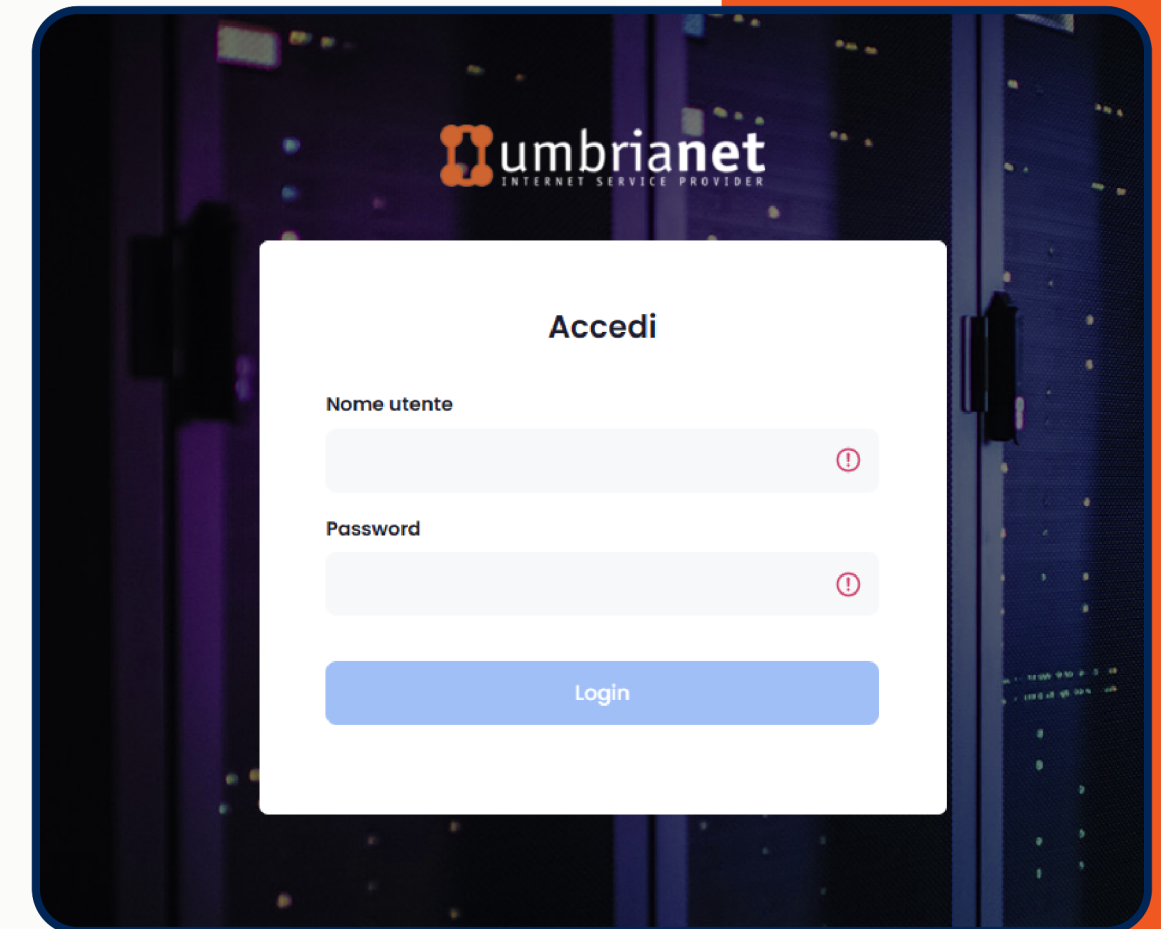 umbrianet
INTERNET SERVICE PROVIDER
Accedi
Nome utente
Password
Login